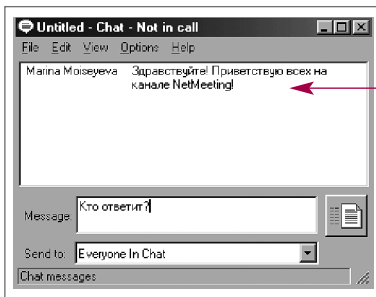 Untitled - Chat - Not in call
File Edit View Options Help
Marina Moiseyeva Здравствуйте! Приветствую всех на
канале NetMeeting!
Message: Кто ответит?
Send to: Everyone In Chat
Chat messages